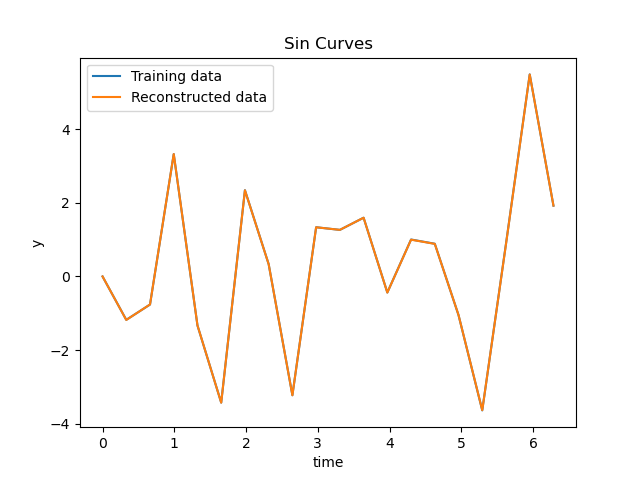 Sin Curves
Training data
Reconstructed data
y
4
2
0
−2
−4
0 1 2 3 4 5 6
time